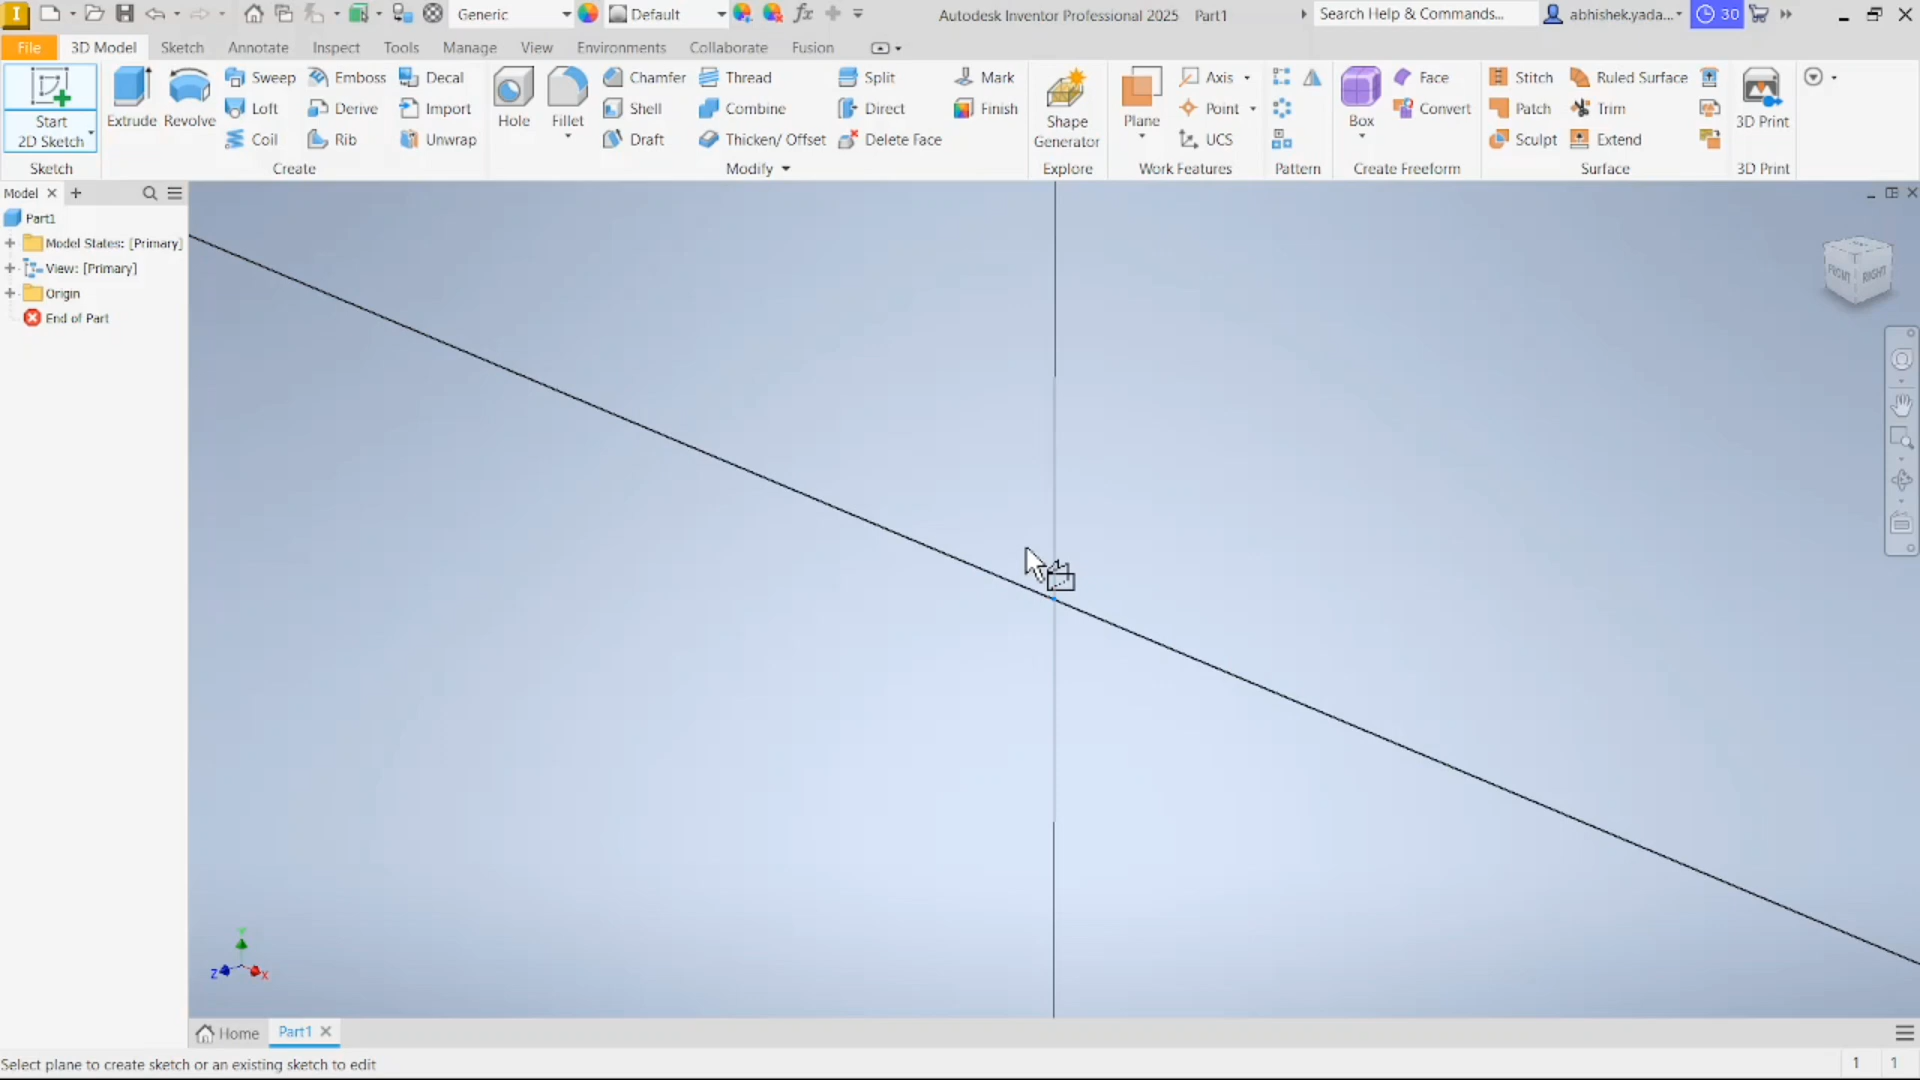 Generic
Default
Autodesk Inventor Professional 2025 Part1
Search Help & Commands...
abhishek.yada...
30
File
3D Model
Sketch
Annotate
Inspect
Tools
Manage
View
Environments
Collaborate
Fusion
Start
2D Sketch
Sketch
Extrude
Revolve
Sweep
Loft
Coil
Emboss
Derive
Rib
Decal
Import
Unwrap
Create
Hole
Fillet
Chamfer
Shell
Draft
Thread
Combine
Thicken/ Offset
Split
Direct
Delete Face
Mark
Finish
Modify
Shape
Generator
Explore
Plane
Axis
Point
UCS
Work Features
Pattern
Box
Face
Convert
Create Freeform
Stitch
Patch
Sculpt
Ruled Surface
Trim
Extend
Surface
3D Print
3D Print
Model
Part1
Model States: [Primary]
View: [Primary]
Origin
End of Part
FRONT
RIGHT
Z
X
Home
Part1
Select plane to create sketch or an existing sketch to edit
1
1